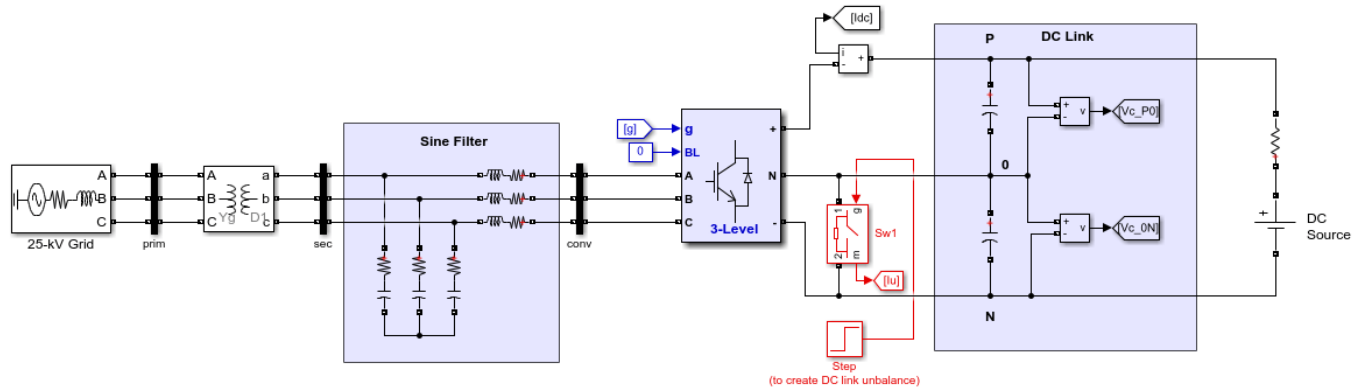 [Idc]
i
-
+
P
DC Link
+
+
-
v
[Vc_P0]
Sine Filter
[g]
g
+
0
BL
0
N
A
A
A
a
A
B
B
B
b
B
C
C
C
c
C
Yg
D1
25-kV Grid
prim
sec
conv
3-Level
-
1
g
2
m
Sw1
[Iu]
+
+
-
v
[Vc_0N]
+
DC
Source
N
Step
(to create DC link unbalance)